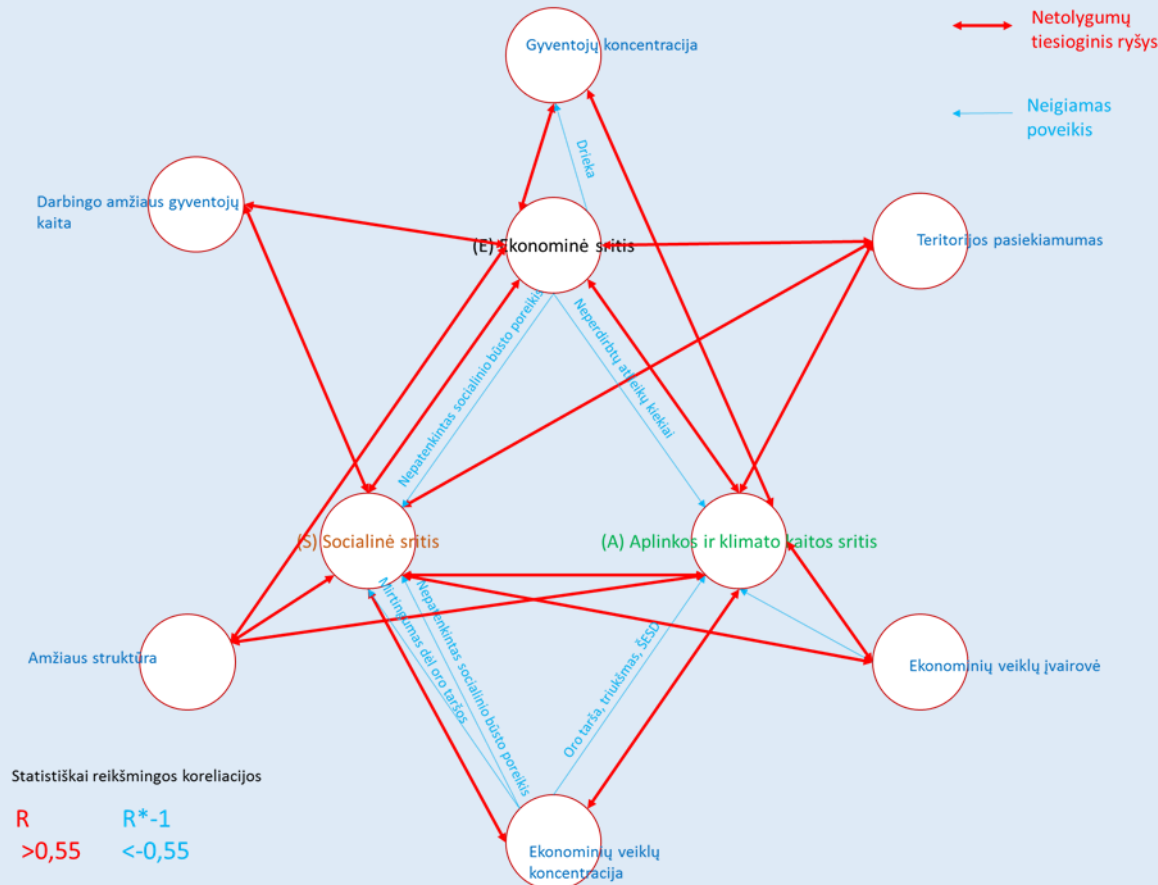 Gyventojų koncentracija
Netolygumų
tiesioginis ryšys
Neigiamas
poveikis
Drieka
Darbingo amžiaus gyventojų
kaita
(E) Ekonominė sritis
Teritorijos pasiekiamumas
Nepatenkintas socialinio būsto poreikis
Neperdirbtų atliekų kiekiai
(S) Socialinė sritis
(A) Aplinkos ir klimato kaitos sritis
Mirtingumas dėl oro taršos
Nepatenkintas socialinio būsto poreikis
Oro tarša, triukšmas, ŠESD
Amžiaus struktūra
Ekonominių veiklų įvairovė
Statistiškai reikšmingos koreliacijos
R R*-1
>0,55 <-0,55
Ekonominių veiklų
koncentracija